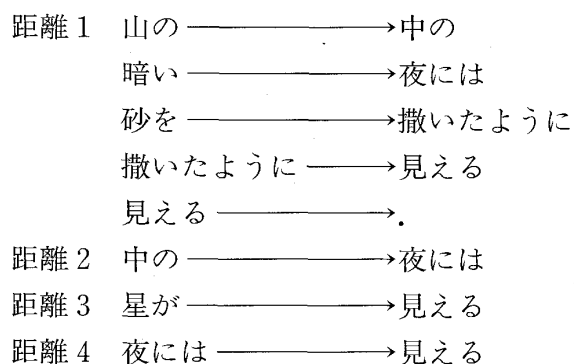 距離1 山の ⟶ 中の
暗い ⟶ 夜には
砂を ⟶ 撒いたように
撒いたように ⟶ 見える
見える ⟶ .
距離2 中の ⟶ 夜には
距離3 星が ⟶ 見える
距離4 夜には ⟶ 見える